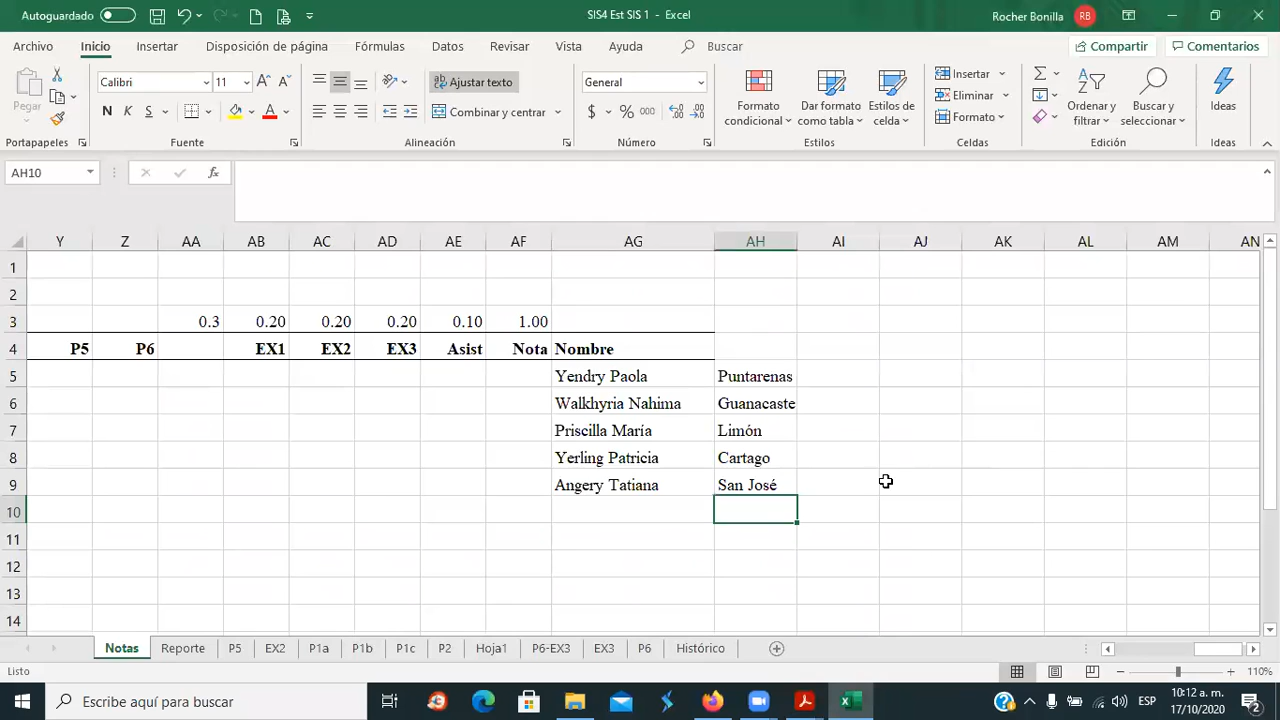 Autoguardado
SIS4 Est SIS 1 - Excel
Rocher Bonilla
RB
Archivo Inicio Insertar Disposición de página Fórmulas Datos Revisar Vista Ayuda Buscar Compartir Comentarios
Pegar
Calibri 11
Ajustar texto
General
Insertar
Eliminar
Formato
N K S
Combinar y centrar
$ % 000
Formato condicional
Dar formato como tabla
Estilos de celda
Ordenar y filtrar
Buscar y seleccionar
Ideas
Portapapeles Fuente Alineación Número Estilos Celdas Edición Ideas
AH10
fx
Y Z AA AB AC AD AE AF AG AH AI AJ AK AL AM AN
1
2
3 0.3 0.20 0.20 0.20 0.10 1.00
4 P5 P6 EX1 EX2 EX3 Asist Nota Nombre
5 Yendry Paola Puntarenas
6 Walkhyria Nahima Guanacaste
7 Priscilla María Limón
8 Yerling Patricia Cartago
9 Angery Tatiana San José
10
11
12
13
14
Notas Reporte P5 EX2 P1a P1b P1c P2 Hoja1 P6-EX3 EX3 P6 Histórico
Listo
110%
Escribe aquí para buscar
ESP
10:12 a. m.
17/10/2020
2